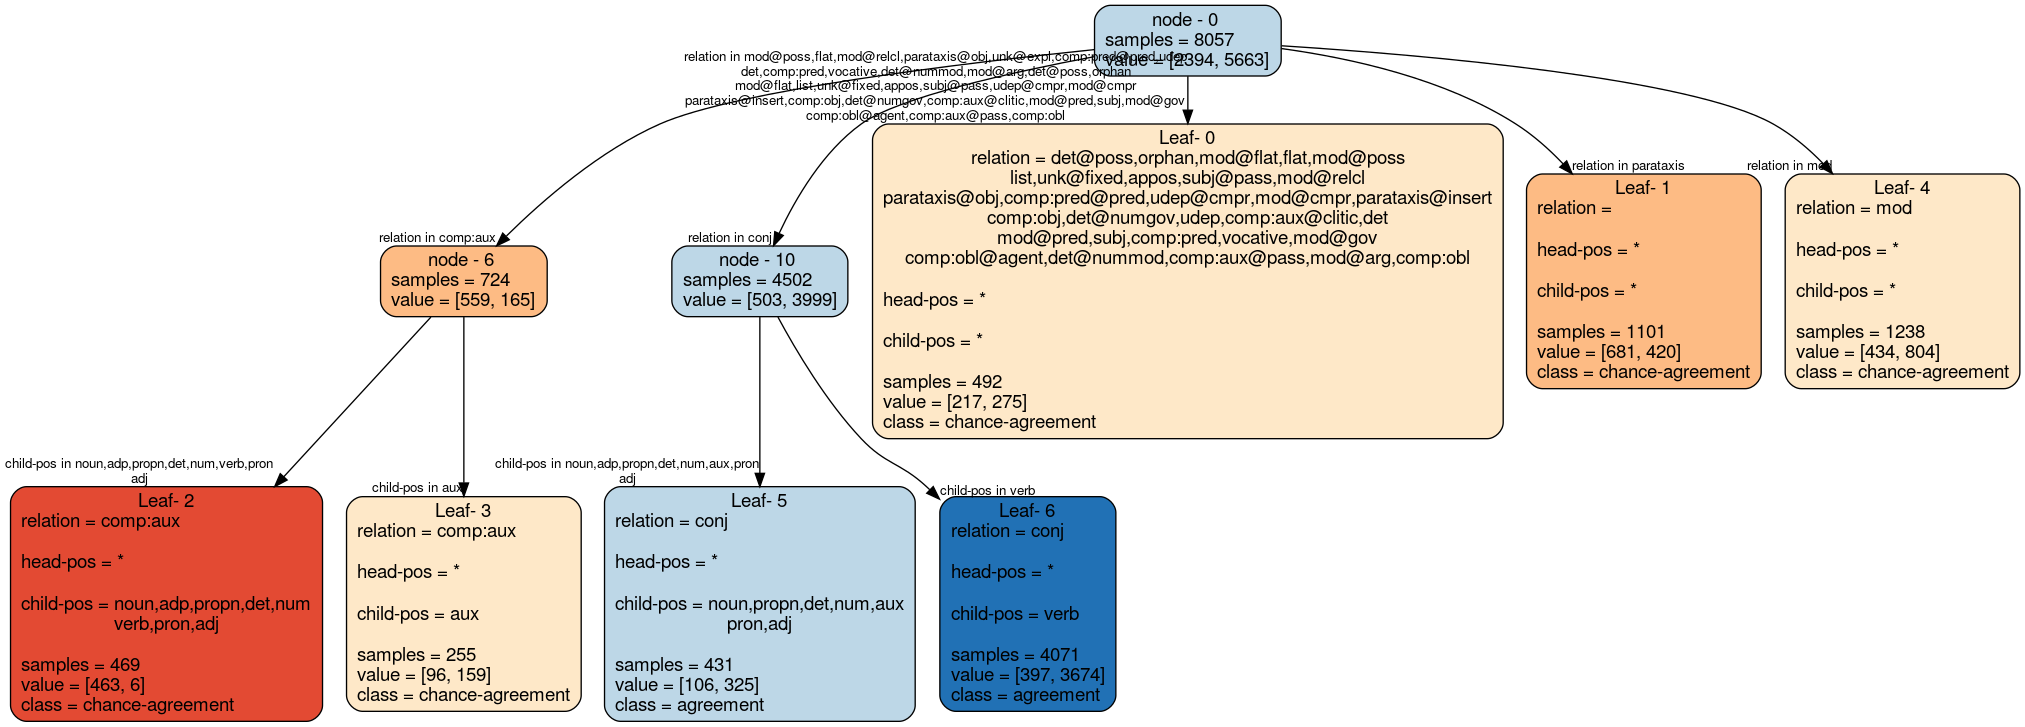 node - 0
samples = 8057
value = [2394, 5663]
relation in mod@poss,flat,mod@relcl,parataxis@obj,unk@expl,comp:pred@pred,udep
det,comp:pred,vocative,det@nummod,mod@arg,det@poss,orphan
mod@flat,list,unk@fixed,appos,subj@pass,udep@cmpr,mod@cmpr
parataxis@insert,comp:obj,det@numgov,comp:aux@clitic,mod@pred,subj,mod@gov
comp:obl@agent,comp:aux@pass,comp:obl
Leaf- 0
relation = det@poss,orphan,mod@flat,flat,mod@poss
list,unk@fixed,appos,subj@pass,mod@relcl
parataxis@obj,comp:pred@pred,udep@cmpr,mod@cmpr,parataxis@insert
comp:obj,det@numgov,udep,comp:aux@clitic,det
mod@pred,subj,comp:pred,vocative,mod@gov
comp:obl@agent,det@nummod,comp:aux@pass,mod@arg,comp:obl
head-pos = *
child-pos = *
samples = 492
value = [217, 275]
class = chance-agreement
relation in parataxis
Leaf- 1
relation =
head-pos = *
child-pos = *
samples = 1101
value = [681, 420]
class = chance-agreement
relation in mod
Leaf- 4
relation = mod
head-pos = *
child-pos = *
samples = 1238
value = [434, 804]
class = chance-agreement
relation in comp:aux
node - 6
samples = 724
value = [559, 165]
relation in conj
node - 10
samples = 4502
value = [503, 3999]
child-pos in noun,adp,propn,det,num,verb,pron
adj
Leaf- 2
relation = comp:aux
head-pos = *
child-pos = noun,adp,propn,det,num
verb,pron,adj
samples = 469
value = [463, 6]
class = chance-agreement
child-pos in aux
Leaf- 3
relation = comp:aux
head-pos = *
child-pos = aux
samples = 255
value = [96, 159]
class = chance-agreement
child-pos in noun,adp,propn,det,num,aux,pron
adj
Leaf- 5
relation = conj
head-pos = *
child-pos = noun,propn,det,num,aux
pron,adj
samples = 431
value = [106, 325]
class = agreement
child-pos in verb
Leaf- 6
relation = conj
head-pos = *
child-pos = verb
samples = 4071
value = [397, 3674]
class = agreement